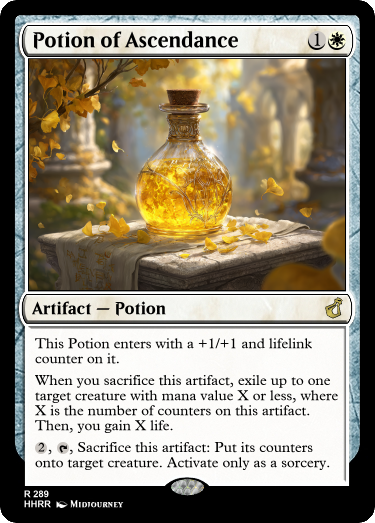 Potion of Ascendance 1
Artifact — Potion
This Potion enters with a +1/+1 and lifelink
counter on it.
When you sacrifice this artifact, exile up to one
target creature with mana value X or less, where
X is the number of counters on this artifact.
Then, you gain X life.
2, , Sacrifice this artifact: Put its counters
onto target creature. Activate only as a sorcery.
R 289
HHRR Midjourney